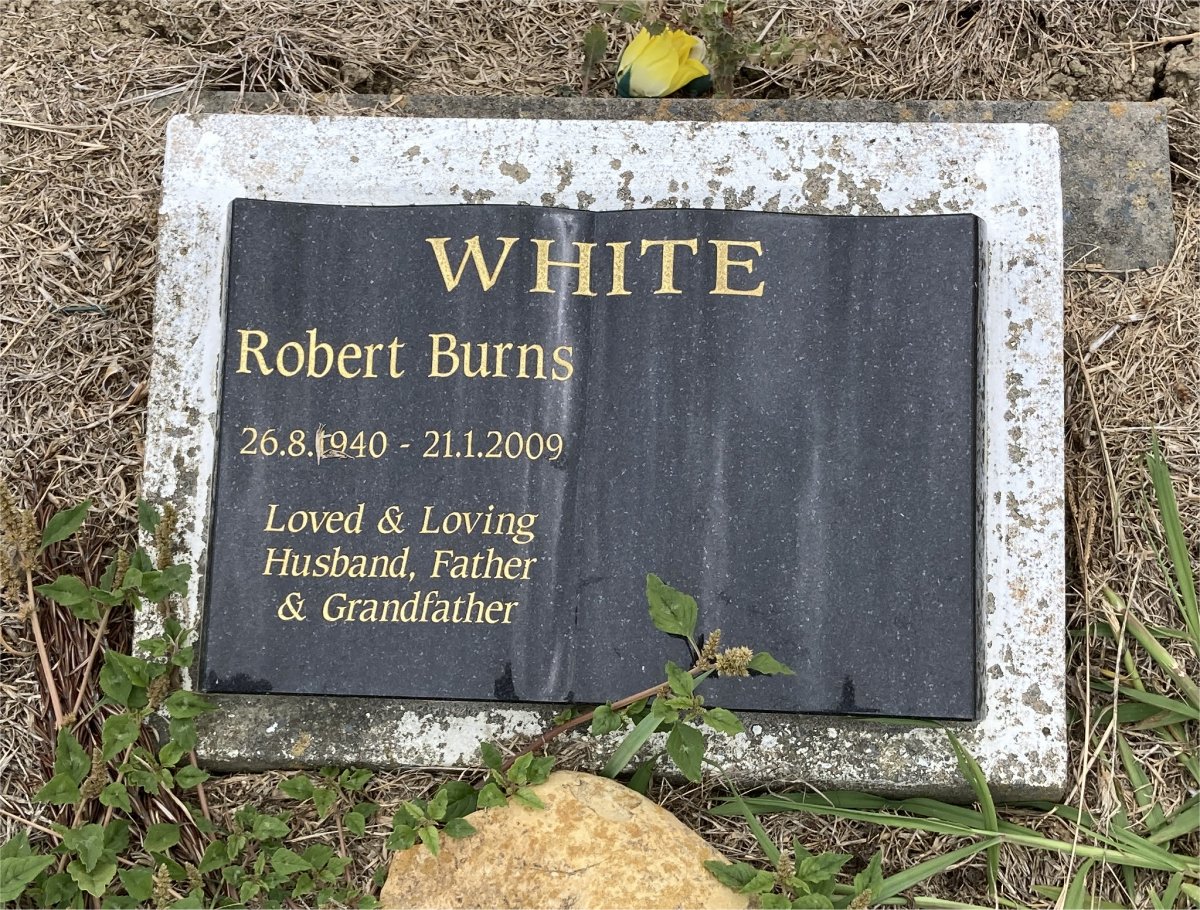 WHITE
Robert Burns
26.8.1940 - 21.1.2009
Loved & Loving
Husband, Father
& Grandfather